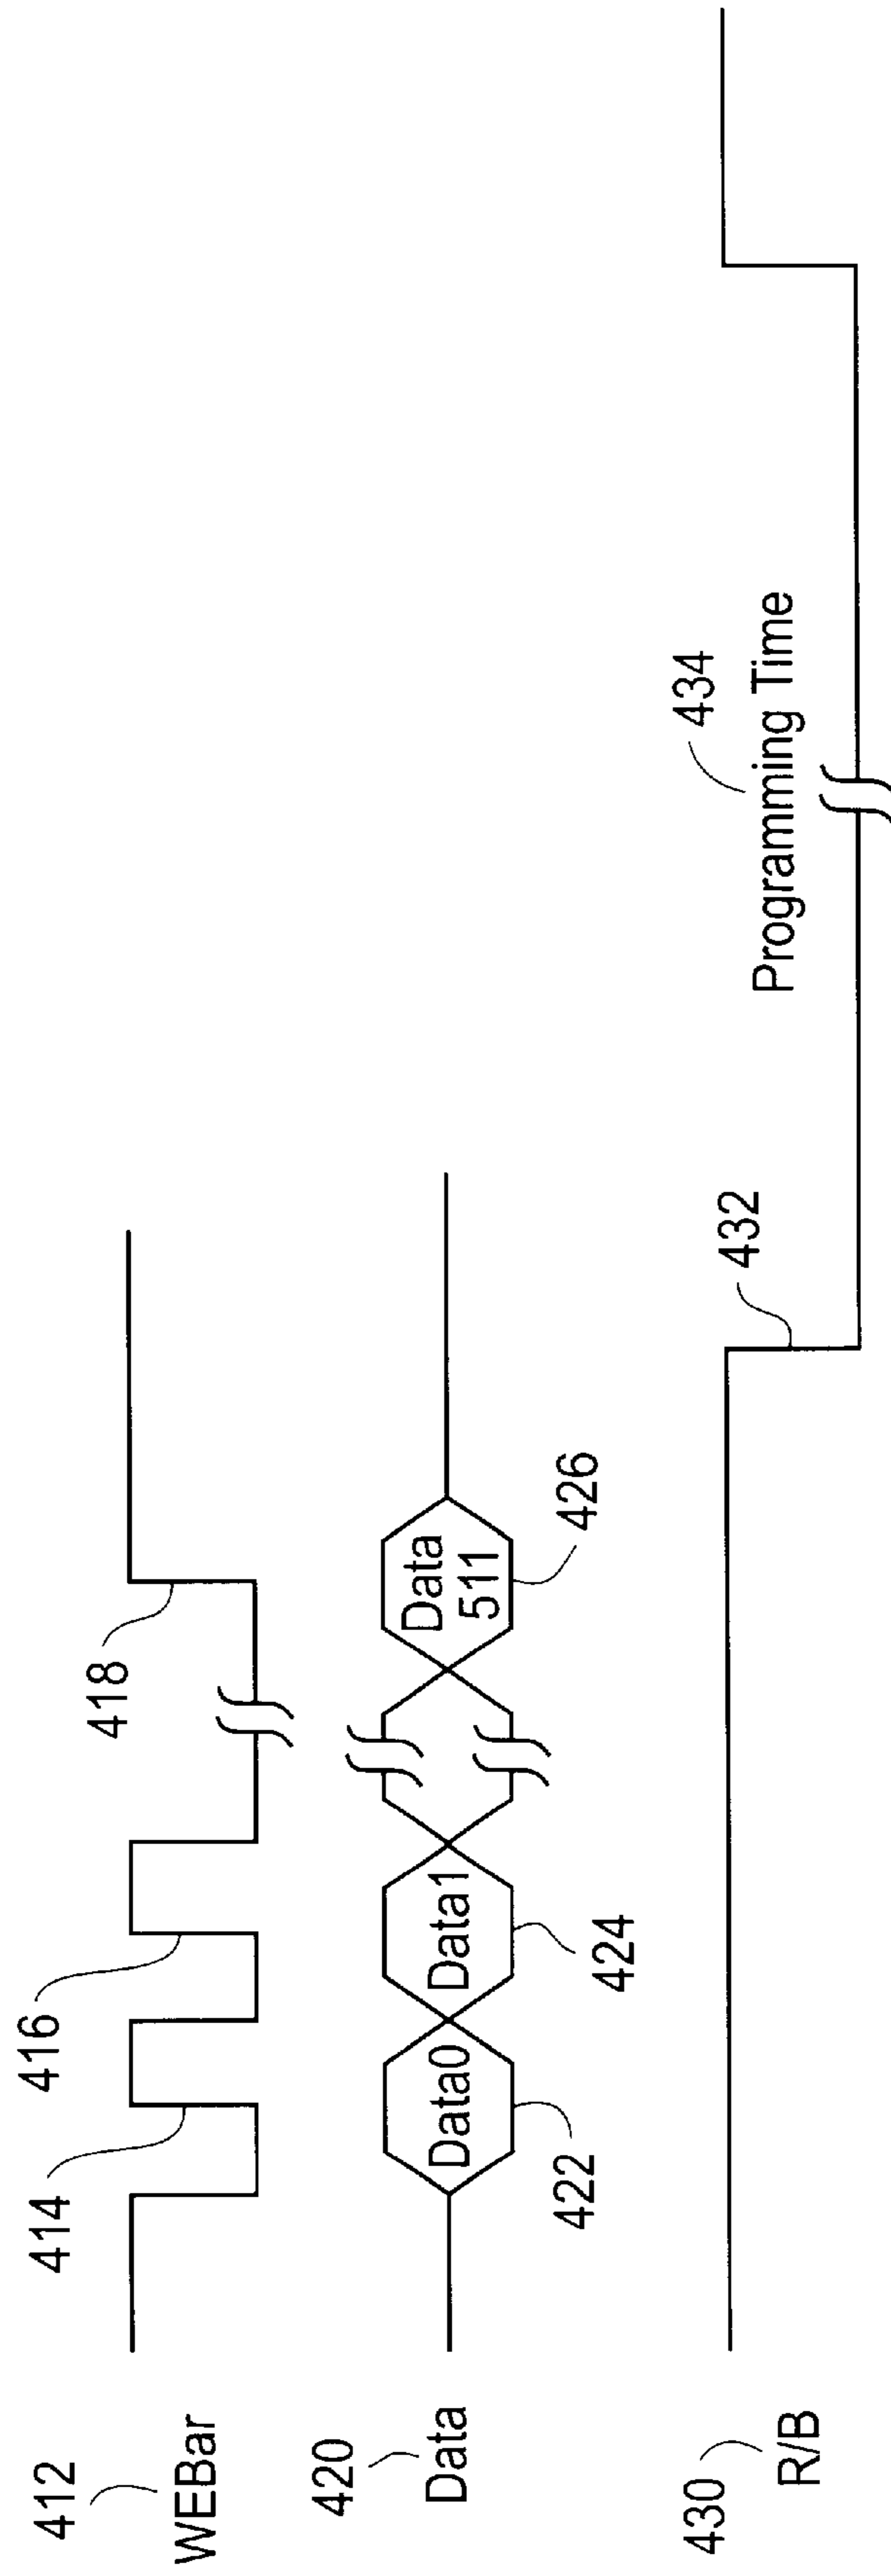 412
WEBar
414
416
418
420
Data
Data0
422
Data1
424
Data
511
426
430
R/B
432
434
Programming Time